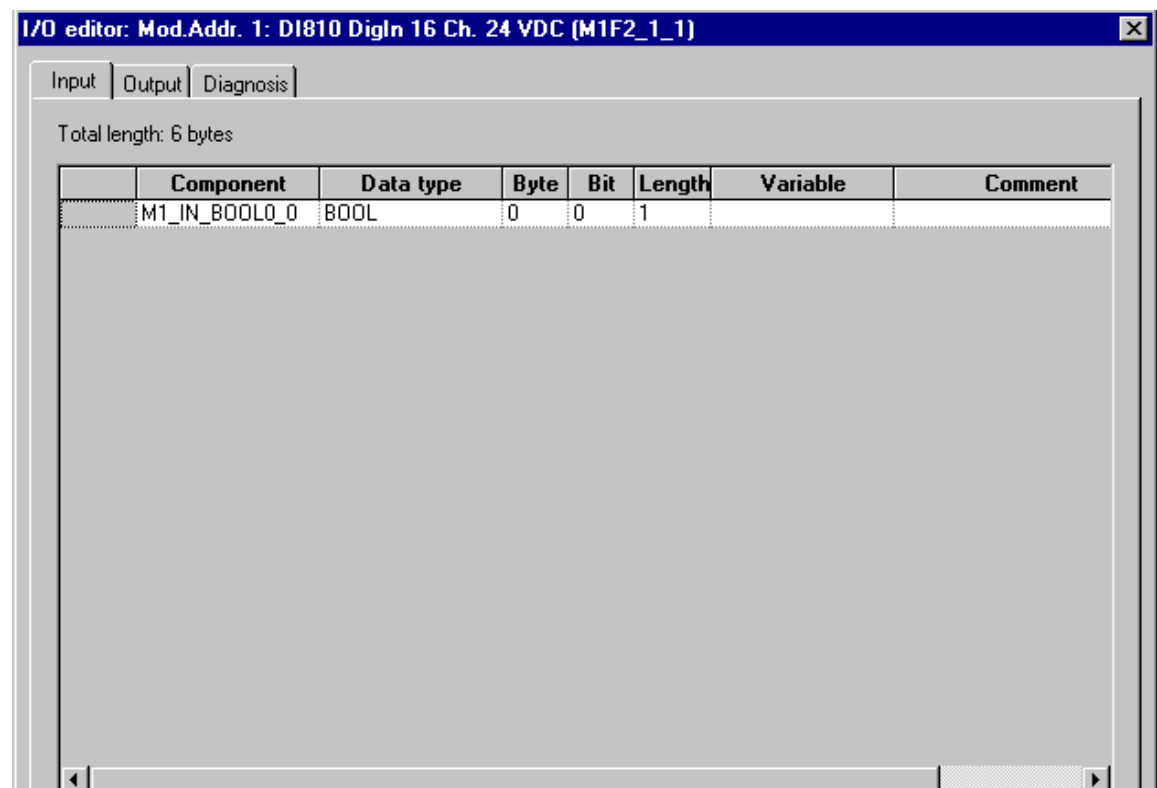 I/O editor: Mod.Addr. 1: DI810 DigIn 16 Ch. 24 VDC (M1F2_1_1)
Input Output Diagnosis
Total length: 6 bytes
Component Data type Byte Bit Length Variable Comment
M1_IN_BOOL0_0 BOOL 0 0 1